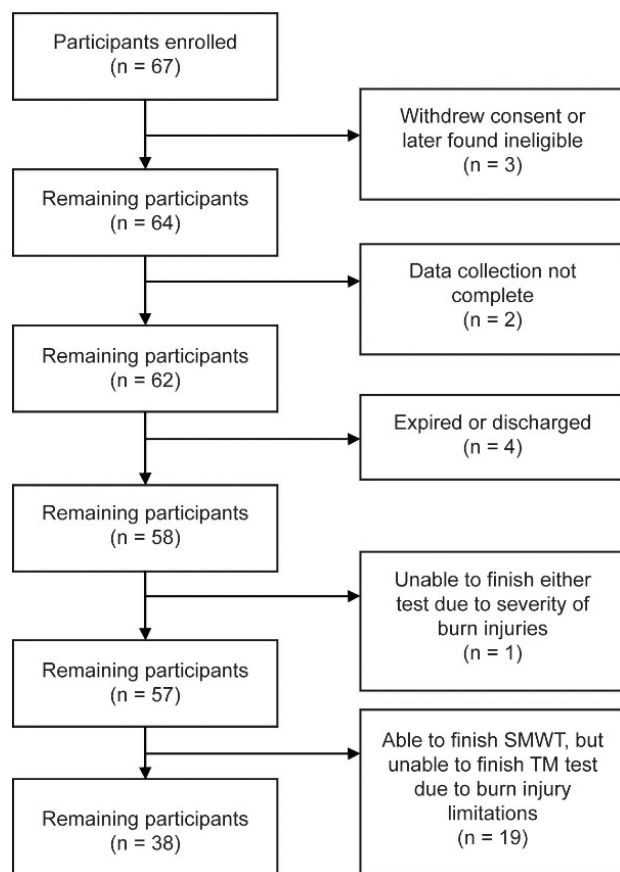 Participants enrolled
(n = 67)
Withdrew consent or
later found ineligible
(n = 3)
Remaining participants
(n = 64)
Data collection not
complete
(n = 2)
Remaining participants
(n = 62)
Expired or discharged
(n = 4)
Remaining participants
(n = 58)
Unable to finish either
test due to severity of
burn injuries
(n = 1)
Remaining participants
(n = 57)
Able to finish SMWT, but
unable to finish TM test
due to burn injury
limitations
(n = 19)
Remaining participants
(n = 38)